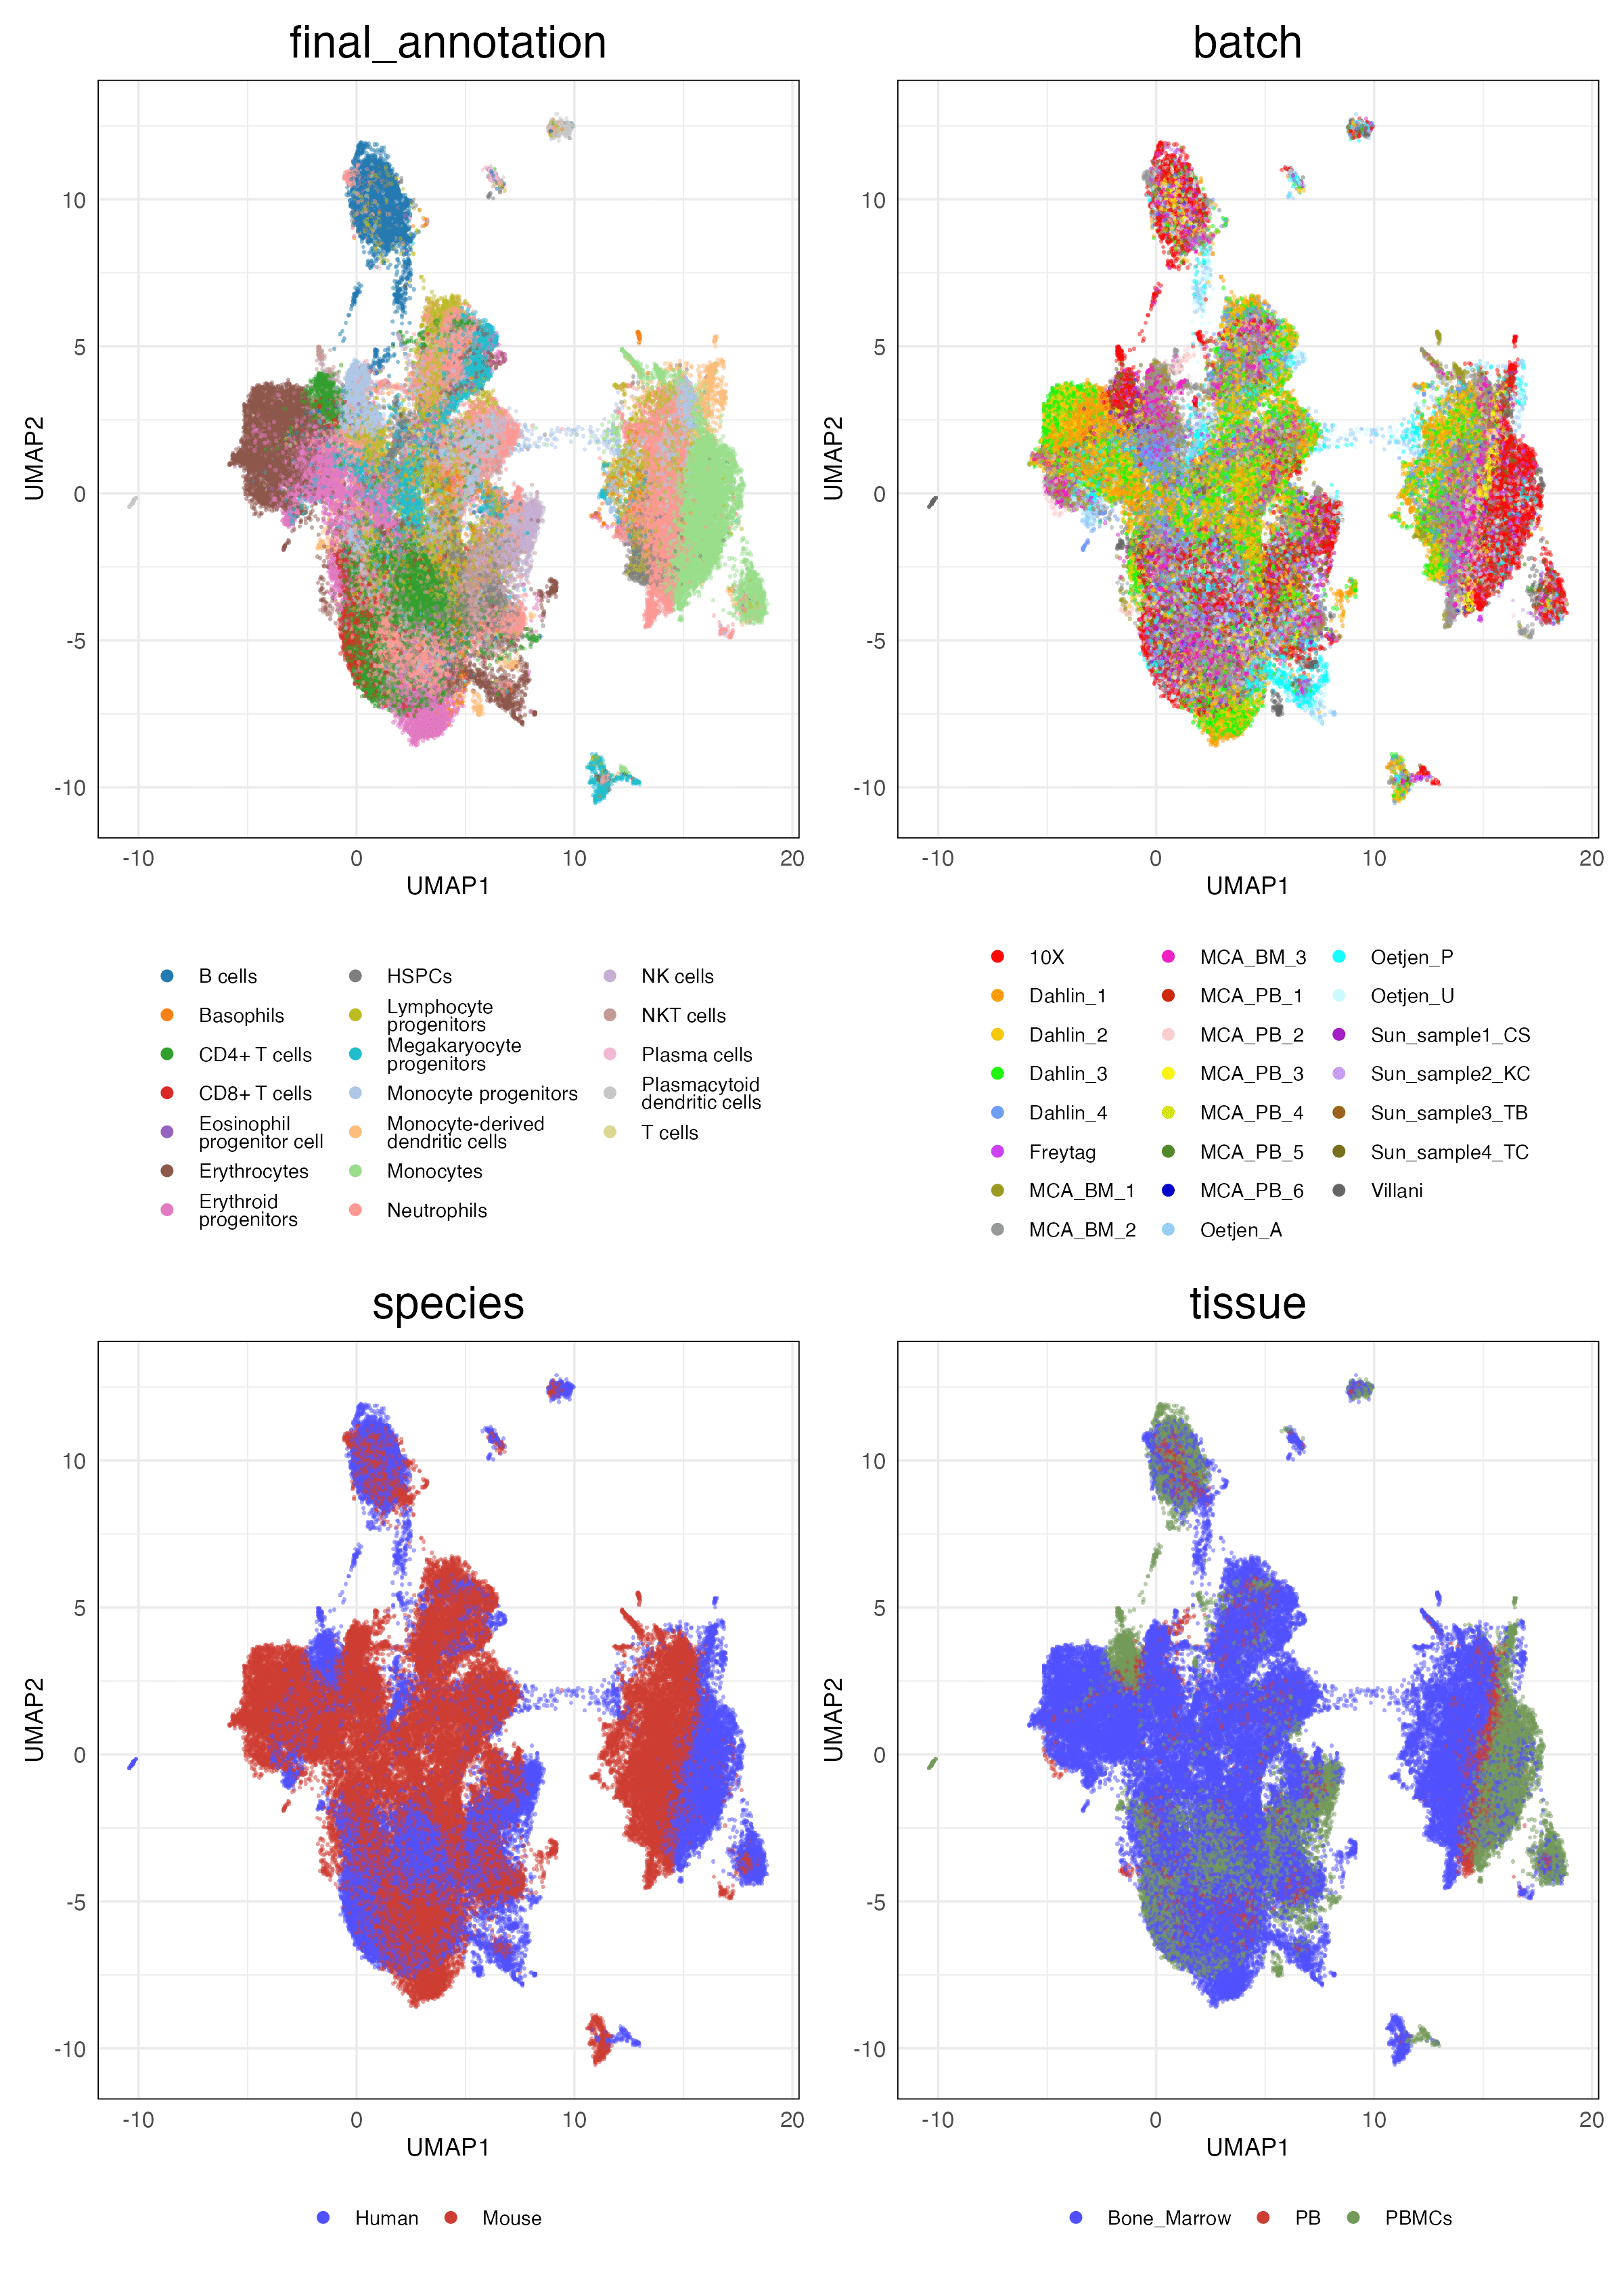 final_annotation
batch
10
5
0
-5
-10
UMAP2
-10
0
10
20
UMAP1
10
5
0
-5
-10
UMAP2
-10
0
10
20
UMAP1
B cells
Basophils
CD4+ T cells
CD8+ T cells
Eosinophil
progenitor cell
Erythrocytes
Erythroid
progenitors
HSPCs
Lymphocyte
progenitors
Megakaryocyte
progenitors
Monocyte progenitors
Monocyte-derived
dendritic cells
Monocytes
Neutrophils
NK cells
NKT cells
Plasma cells
Plasmacytoid
dendritic cells
T cells
10X
Dahlin_1
Dahlin_2
Dahlin_3
Dahlin_4
Freytag
MCA_BM_1
MCA_BM_2
MCA_BM_3
MCA_PB_1
MCA_PB_2
MCA_PB_3
MCA_PB_4
MCA_PB_5
MCA_PB_6
Oetjen_A
Oetjen_P
Oetjen_U
Sun_sample1_CS
Sun_sample2_KC
Sun_sample3_TB
Sun_sample4_TC
Villani
species
tissue
10
5
0
-5
-10
UMAP2
-10
0
10
20
UMAP1
10
5
0
-5
-10
UMAP2
-10
0
10
20
UMAP1
Human
Mouse
Bone_Marrow
PB
PBMCs